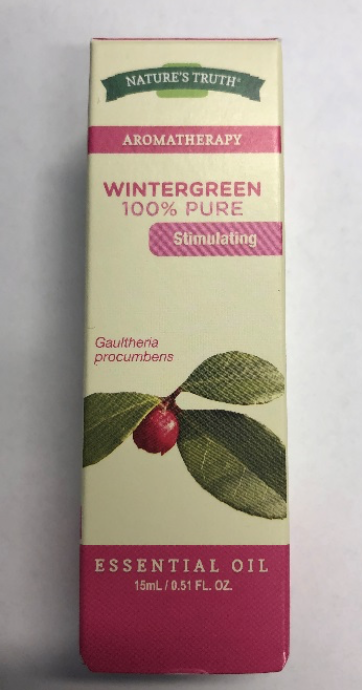 NATURE'S TRUTH®
AROMATHERAPY
WINTERGREEN
100% PURE
Stimulating
Gaultheria
procumbens
ESSENTIAL OIL
15mL / 0.51 FL. OZ.